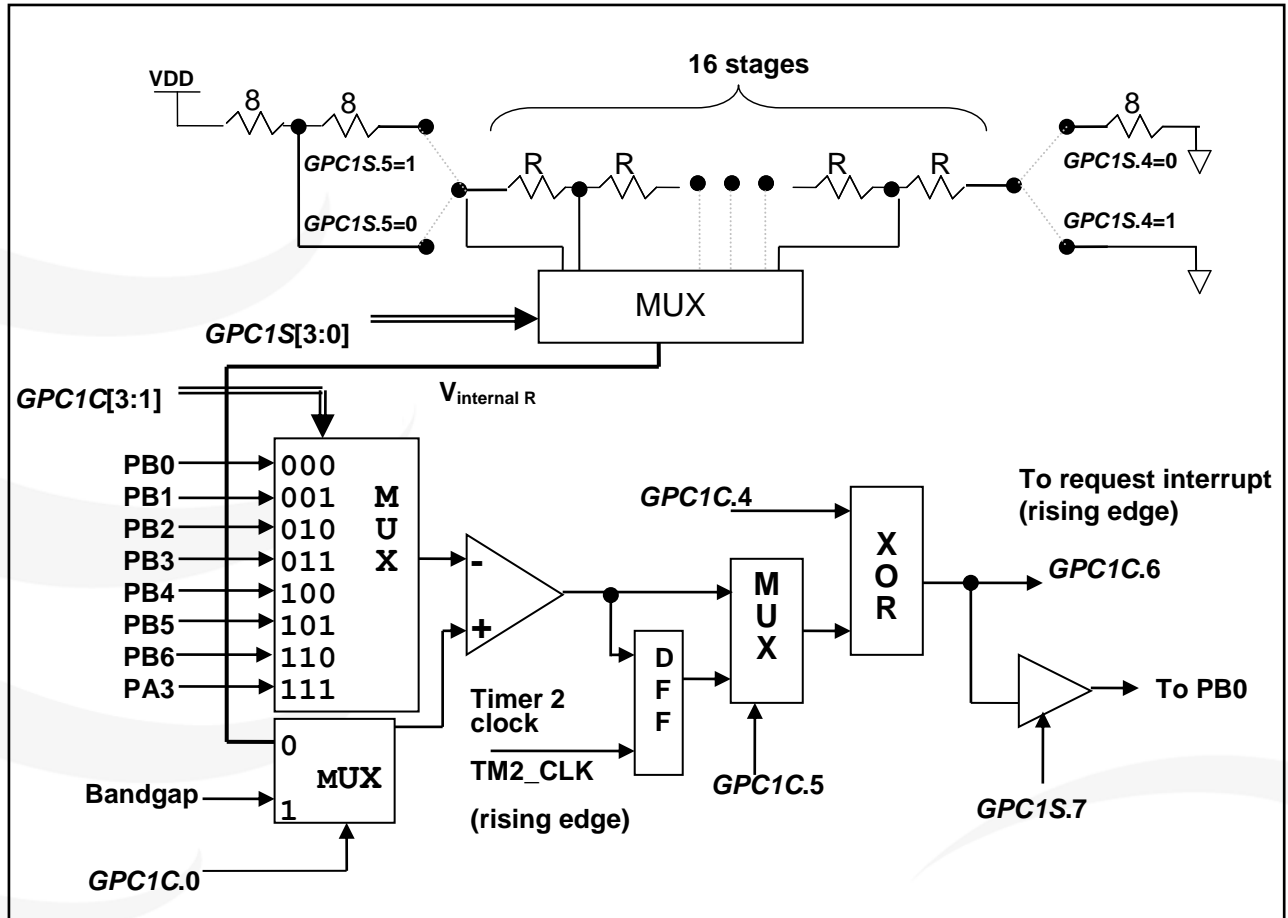 16 stages
VDD
8
8
8
GPC1S.5=1
R
R
R
R
GPC1S.4=0
GPC1S.5=0
GPC1S.4=1
MUX
GPC1S[3:0]
V internal R
GPC1C[3:1]
PB0
000
PB1
001
PB2
010
PB3
011
PB4
100
PB5
101
PB6
110
PA3
111
M
U
X
-
+
GPC1C.4
X
O
R
To request interrupt
(rising edge)
GPC1C.6
M
U
X
D
F
F
Timer 2
clock
TM2_CLK
(rising edge)
GPC1C.5
To PB0
GPC1S.7
0
MUX
Bandgap
1
GPC1C.0